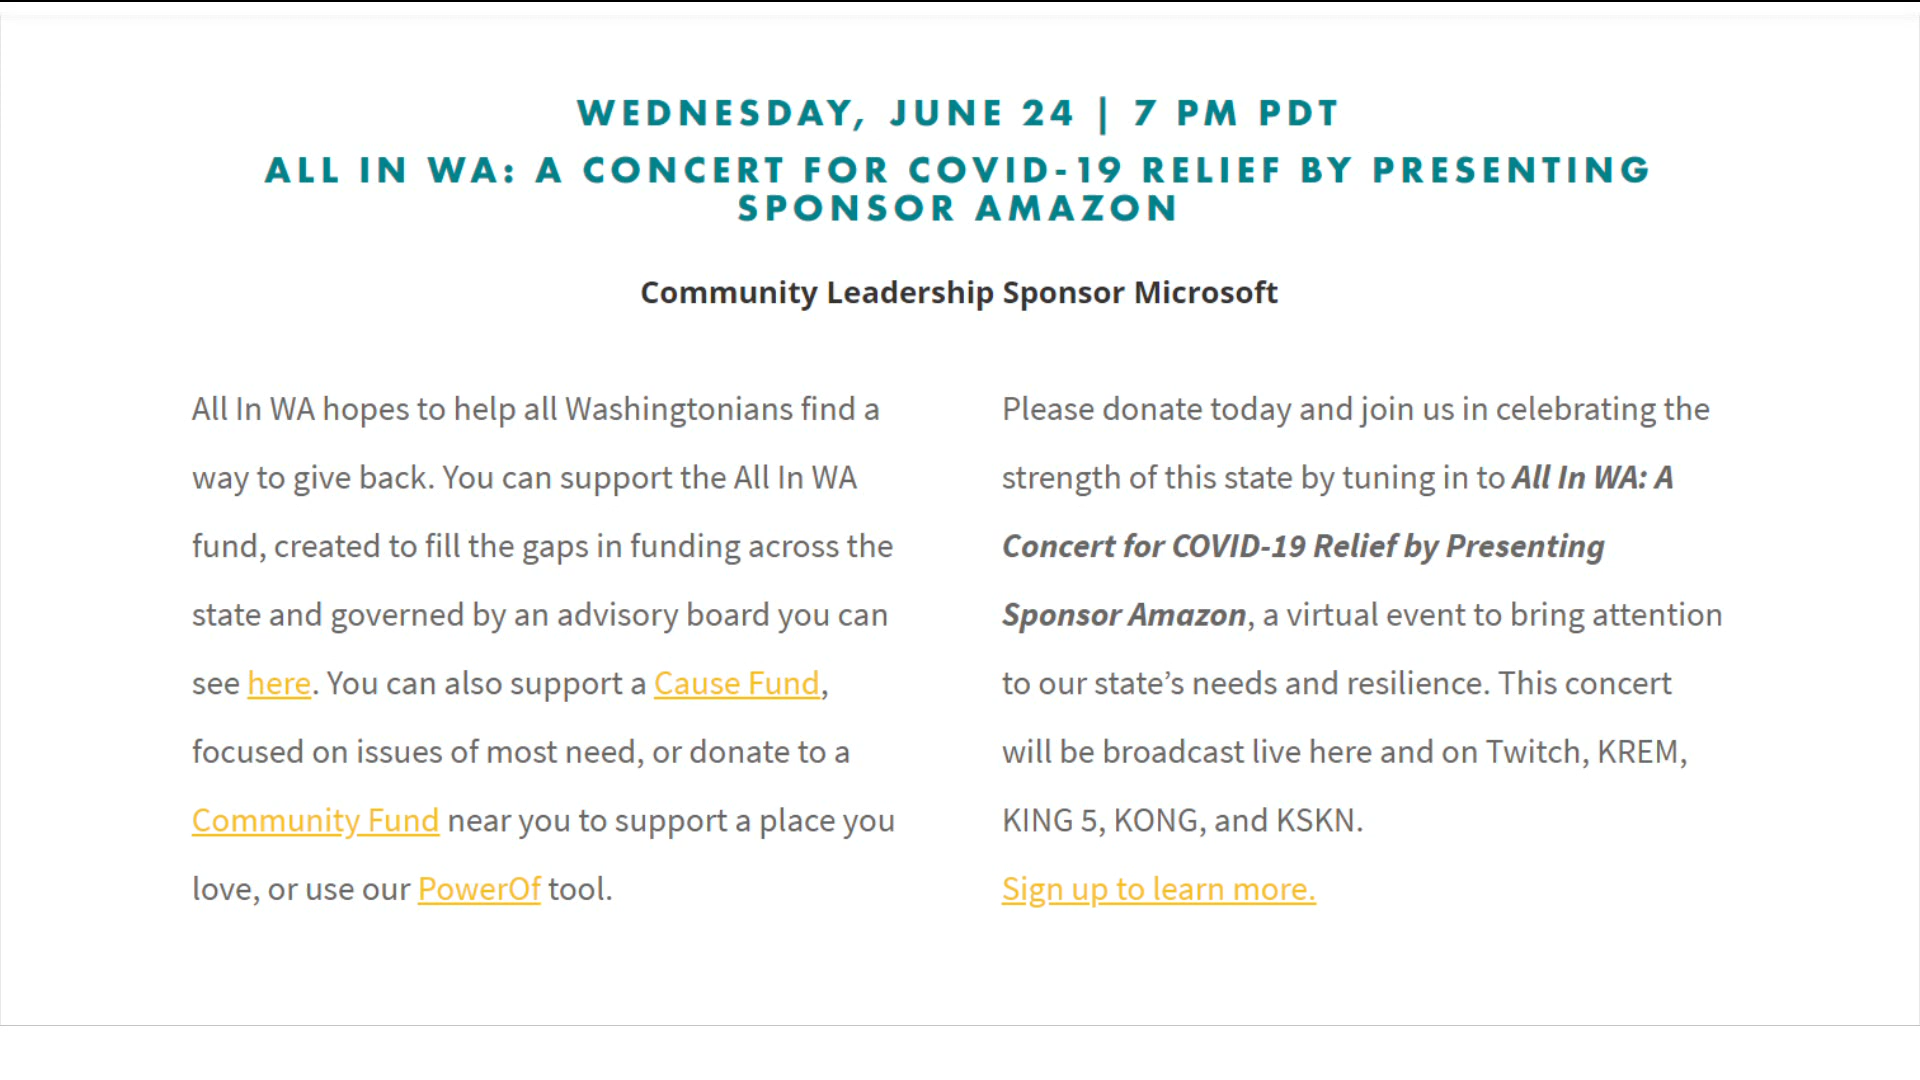 WEDNESDAY, JUNE 24 | 7 PM PDT
ALL IN WA: A CONCERT FOR COVID-19 RELIEF BY PRESENTING
SPONSOR AMAZON
Community Leadership Sponsor Microsoft
All In WA hopes to help all Washingtonians find a
way to give back. You can support the All In WA
fund, created to fill the gaps in funding across the
state and governed by an advisory board you can
see here. You can also support a Cause Fund,
focused on issues of most need, or donate to a
Community Fund near you to support a place you
love, or use our PowerOf tool.
Please donate today and join us in celebrating the
strength of this state by tuning in to All In WA: A
Concert for COVID-19 Relief by Presenting
Sponsor Amazon, a virtual event to bring attention
to our state’s needs and resilience. This concert
will be broadcast live here and on Twitch, KREM,
KING 5, KONG, and KSKN.
Sign up to learn more.